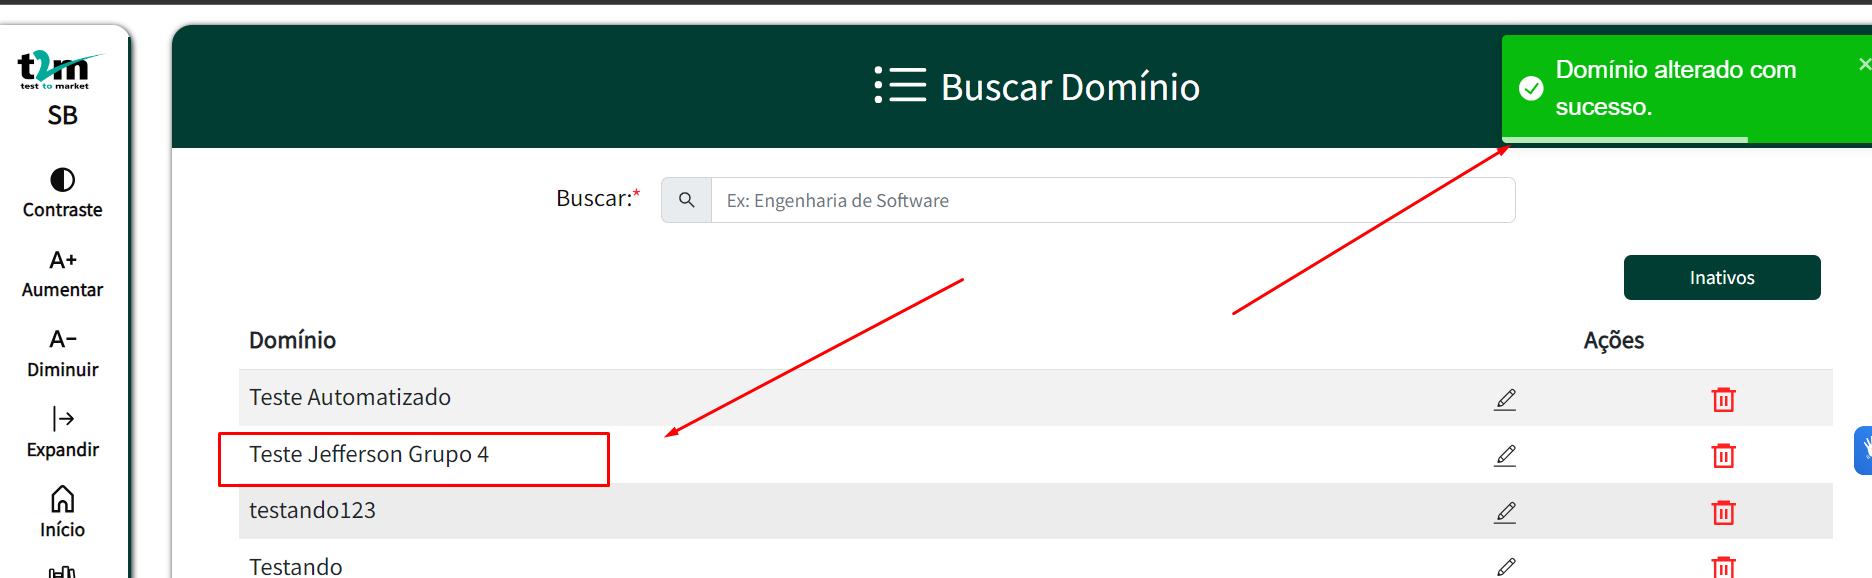 t2m
test to market
SB
Contraste
A+
Aumentar
A-
Diminuir
Expandir
Início
Buscar Domínio
Domínio alterado com
sucesso.
×
Buscar:*
Ex: Engenharia de Software
Inativos
Domínio
Ações
Teste Automatizado
Teste Jefferson Grupo 4
testando123
Testando